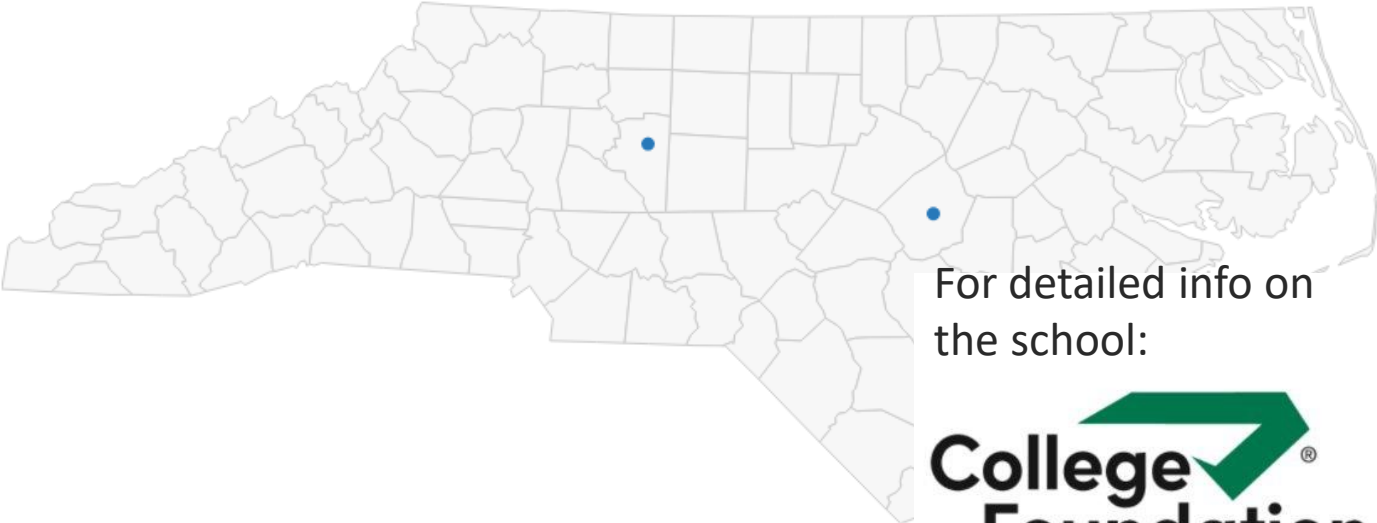 For detailed info on
the school:
College
®
Foundation